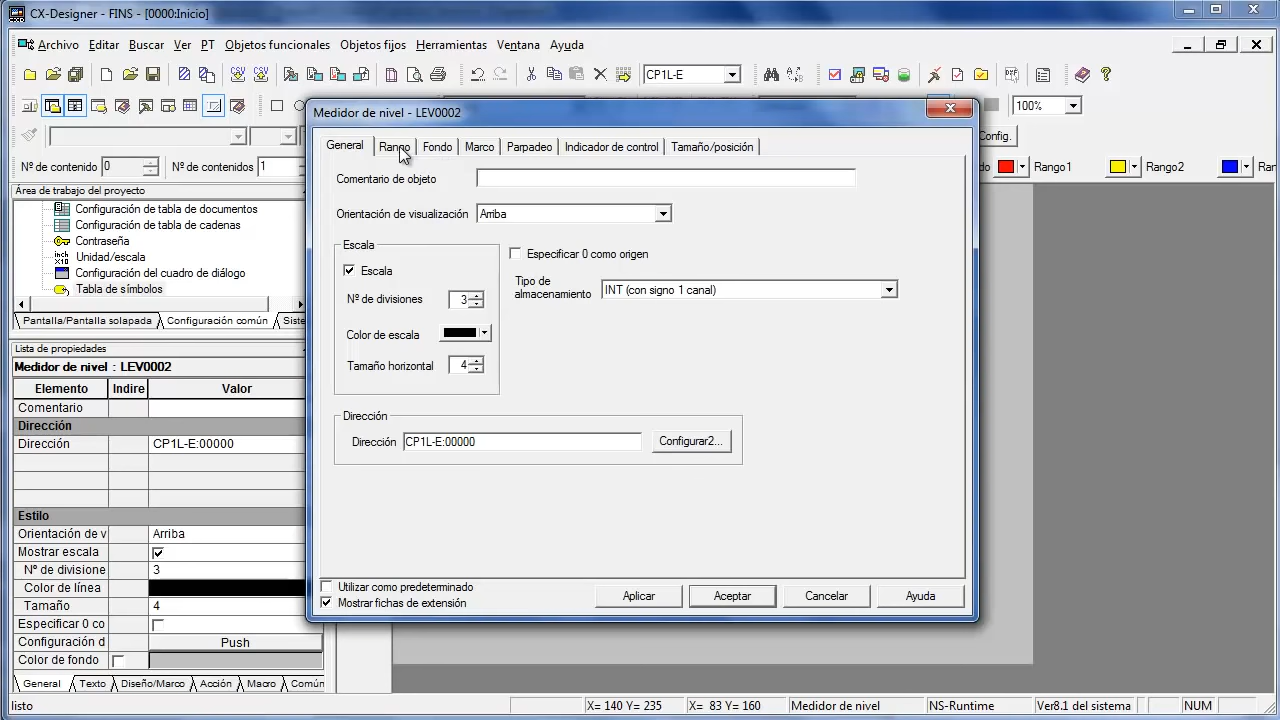 CX-Designer - FINS - [0000:Inicio]
Archivo Editar Buscar Ver PT Objetos funcionales Objetos fijos Herramientas Ventana Ayuda
CP1L-E
100%
Config.
Nº de contenido 0 Nº de contenidos 1
do Rango1 Rango2 Ran
Área de trabajo del proyecto
Configuración de tabla de documentos
Configuración de tabla de cadenas
Contraseña
Unidad/escala
Configuración del cuadro de diálogo
Tabla de símbolos
Pantalla/Pantalla solapada Configuración común Siste
Lista de propiedades
Medidor de nivel : LEV0002
Elemento Indire Valor
Comentario
Dirección
Dirección CP1L-E:00000
Estilo
Orientación de v Arriba
Mostrar escala
Nº de divisione 3
Color de línea
Tamaño 4
Especificar 0 co
Configuración d Push
Color de fondo
General Texto Diseño/Marco Acción Macro Común
Medidor de nivel - LEV0002
General Rango Fondo Marco Parpadeo Indicador de control Tamaño/posición
Comentario de objeto
Orientación de visualización Arriba
Escala
Escala
Nº de divisiones 3
Color de escala
Tamaño horizontal 4
Especificar 0 como origen
Tipo de
almacenamiento INT (con signo 1 canal)
Dirección
Dirección CP1L-E:00000 Configurar2...
Utilizar como predeterminado
Mostrar fichas de extensión
Aplicar Aceptar Cancelar Ayuda
listo X= 140 Y= 235 X= 83 Y= 160 Medidor de nivel NS-Runtime Ver8.1 del sistema NUM